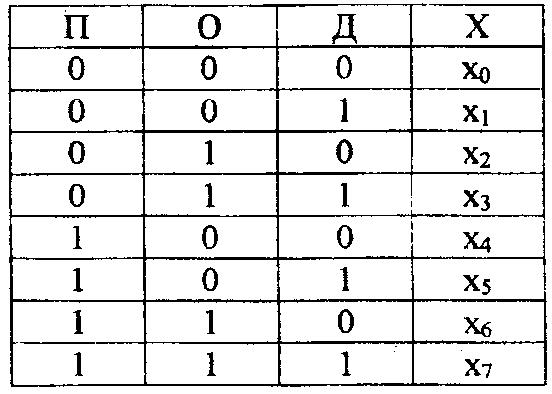 П О Д X
0 0 0 x₀
0 0 1 x₁
0 1 0 x₂
0 1 1 x₃
1 0 0 x₄
1 0 1 x₅
1 1 0 x₆
1 1 1 x₇